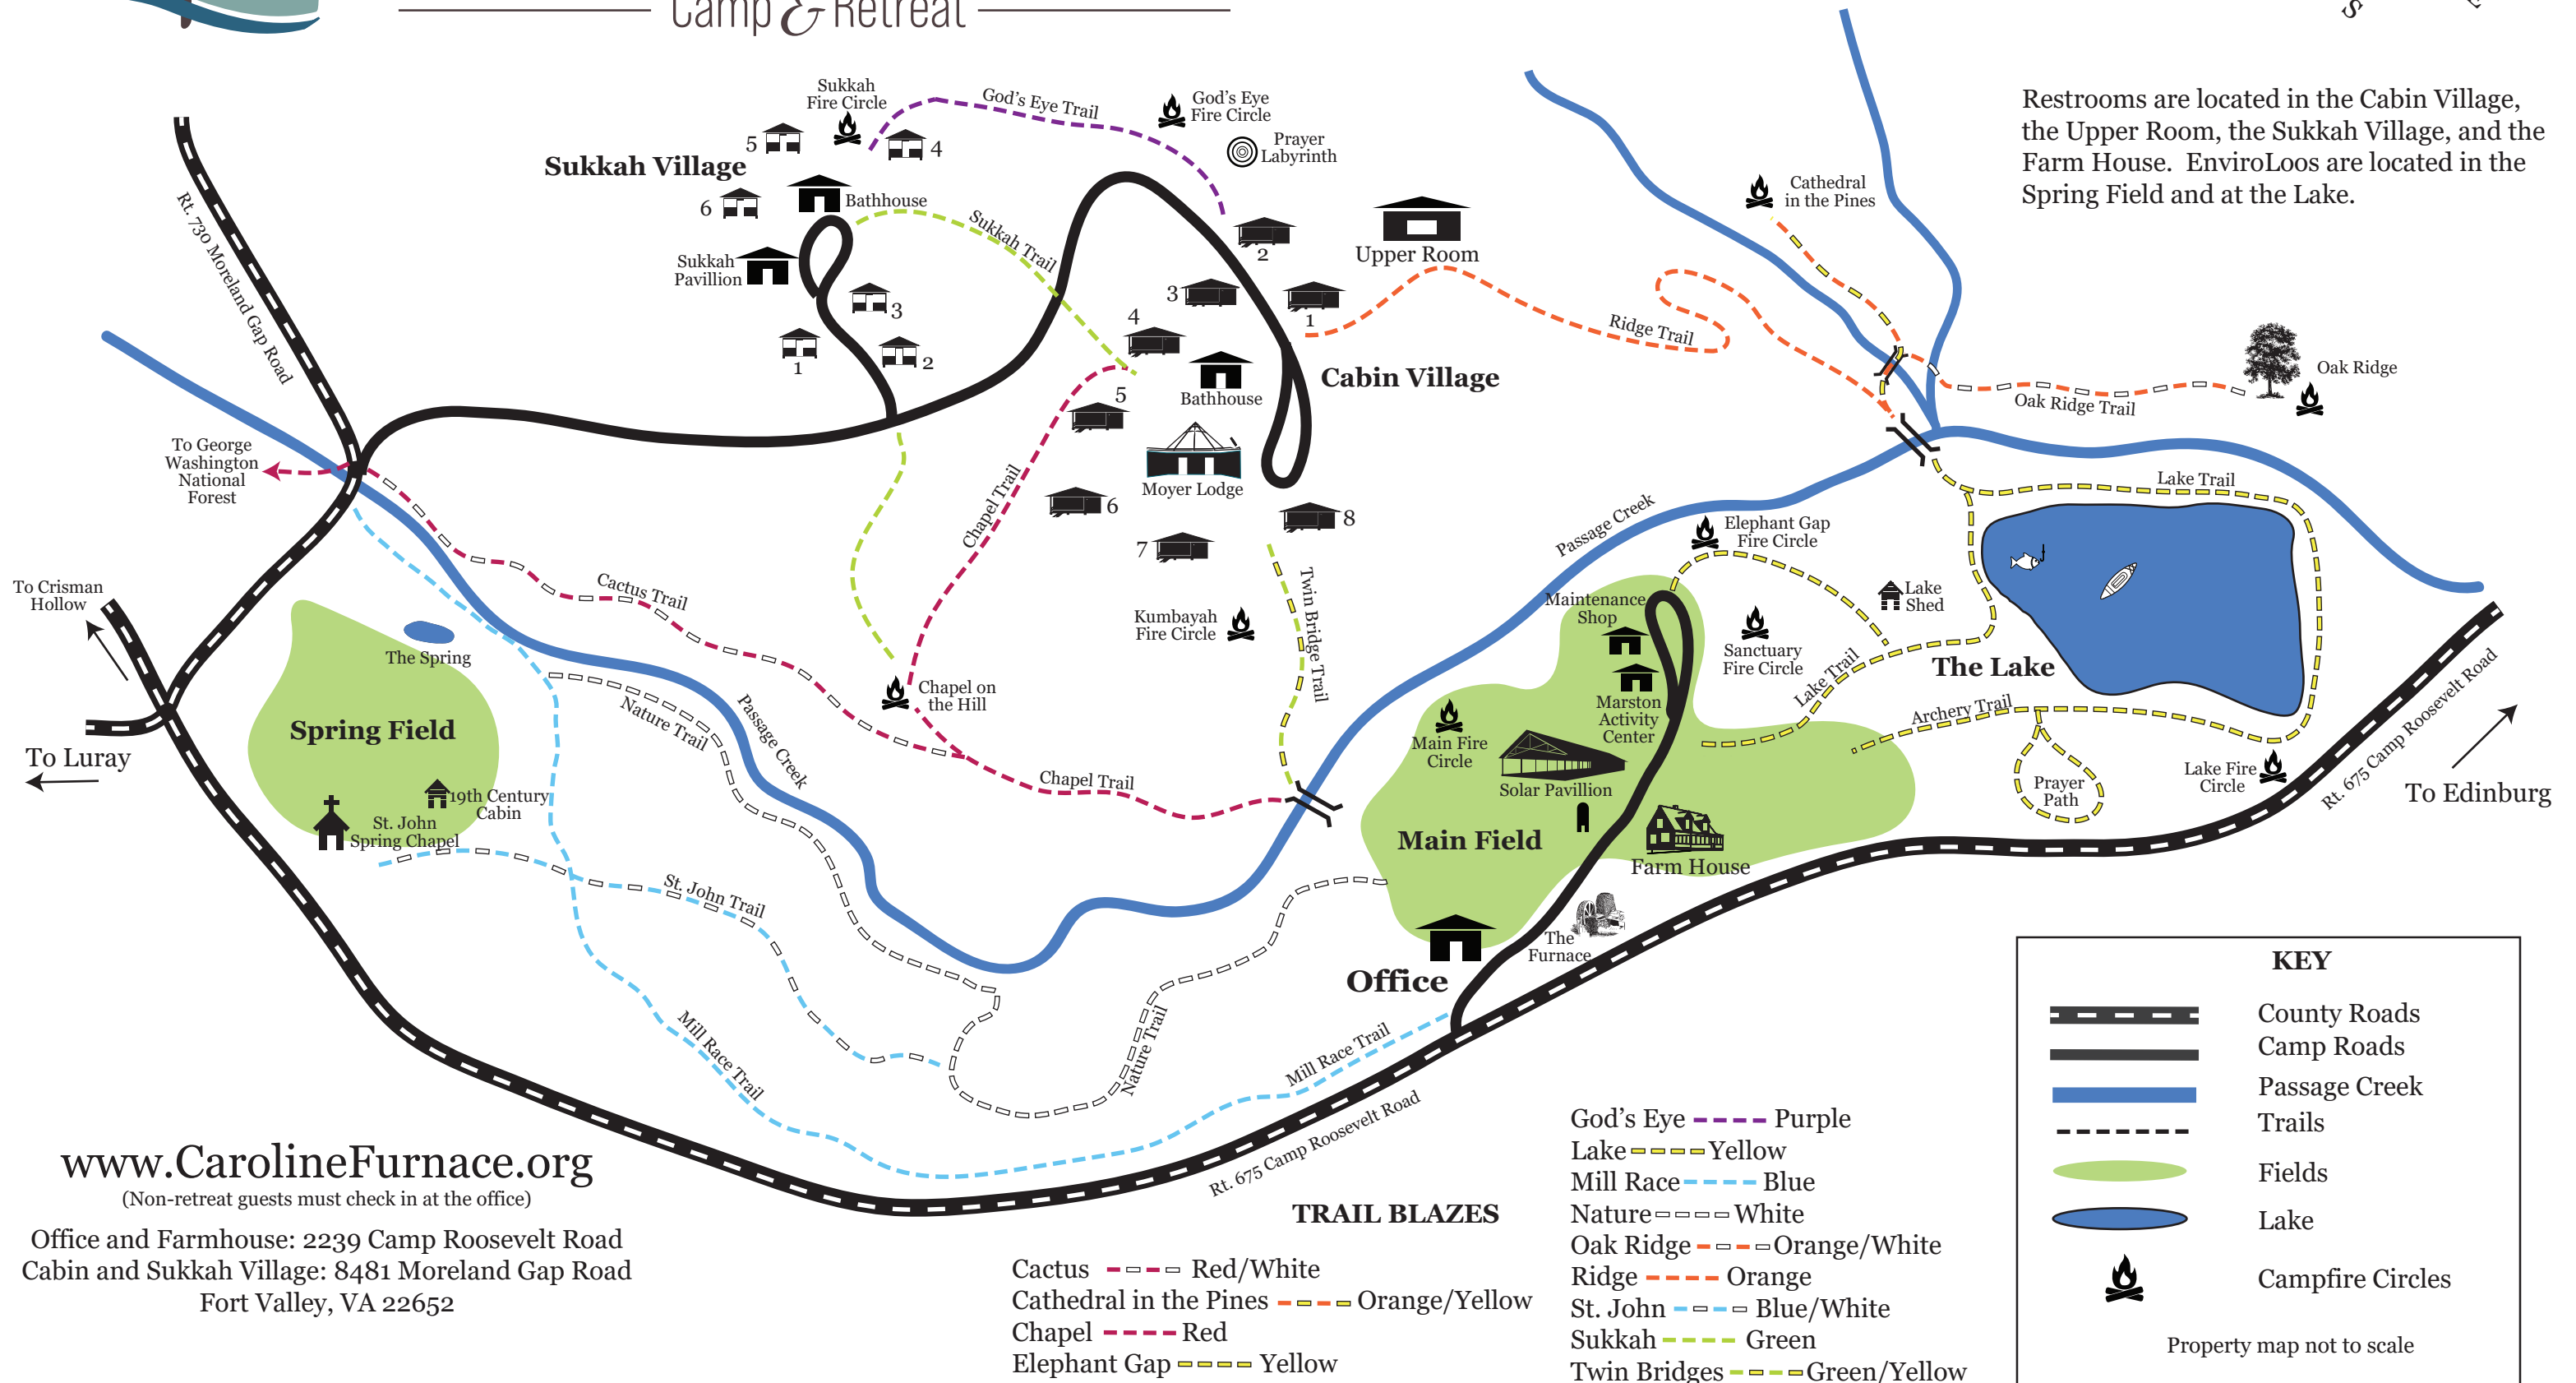 Camp & Retreat
S
E
Restrooms are located in the Cabin Village,
the Upper Room, the Sukkah Village, and the
Farm House. EnviroLoos are located in the
Spring Field and at the Lake.
Sukkah
Fire Circle
God's Eye Trail
God's Eye
Fire Circle
Prayer
Labyrinth
5
4
Sukkah Village
6
Bathhouse
Sukkah Trail
Sukkah
Pavillion
3
1
2
Rt. 730 Moreland Gap Road
2
Upper Room
3
1
4
Ridge Trail
Cathedral
in the Pines
Bathhouse
Cabin Village
5
Moyer Lodge
6
8
7
Oak Ridge
Oak Ridge Trail
To George
Washington
National
Forest
Chapel Trail
Passage Creek
Lake Trail
Elephant Gap
Fire Circle
To Crisman
Hollow
Cactus Trail
Kumbayah
Fire Circle
Twin Bridge Trail
Maintenance
Shop
Lake
Shed
Sanctuary
Fire Circle
The Spring
Chapel on
the Hill
Lake Trail
The Lake
Spring Field
Nature Trail
Passage Creek
Marston
Activity
Center
Archery Trail
Main Fire
Circle
To Luray
Chapel Trail
Solar Pavillion
Prayer
Path
Lake Fire
Circle
Rt. 675 Camp Roosevelt Road
To Edinburg
19th Century
Cabin
St. John
Spring Chapel
Main Field
Farm House
St. John Trail
The
Furnace
Office
Mill Race Trail
Nature Trail
Mill Race Trail
Rt. 675 Camp Roosevelt Road
KEY
County Roads
Camp Roads
Passage Creek
Trails
Fields
Lake
Campfire Circles
Property map not to scale
www.CarolineFurnace.org
(Non-retreat guests must check in at the office)
Office and Farmhouse: 2239 Camp Roosevelt Road
Cabin and Sukkah Village: 8481 Moreland Gap Road
Fort Valley, VA 22652
TRAIL BLAZES
Cactus Red/White
Cathedral in the Pines Orange/Yellow
Chapel Red
Elephant Gap Yellow
God's Eye Purple
Lake Yellow
Mill Race Blue
Nature White
Oak Ridge Orange/White
Ridge Orange
St. John Blue/White
Sukkah Green
Twin Bridges Green/Yellow